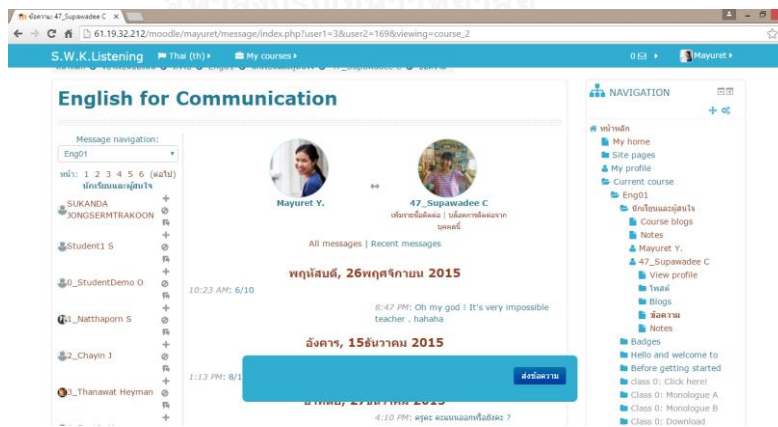 ข้อความ: 47_Supawadee C
61.19.32.212/moodle/mayuret/message/index.php?user1=3&user2=169&viewing=course_2
S.W.K.Listening
Thai (th)
My courses
0
Mayuret
English for Communication
Message navigation:
Eng01
หน้า: 1 2 3 4 5 6 (ต่อไป)
นักเรียนและผู้สนใจ
SUKANDA
JONGSERMTRAKOON
Student1 S
0_StudentDemo O
1_Natthaporn S
2_Chayin J
3_Thanawat Heyman
Mayuret Y.
47_Supawadee C
เพิ่มรายชื่อติดต่อ | บล็อกการติดต่อจาก
บุคคลนี้
All messages | Recent messages
พฤหัสบดี, 26พฤศจิกายน 2015
10:23 AM: 6/10
6:47 PM: Oh my god ! It's very impossible
teacher . hahaha
อังคาร, 15ธันวาคม 2015
1:13 PM: 8/1
ส่งข้อความ
4:10 PM: ครูคะ คะแนนออกหรือยังคะ ?
NAVIGATION
หน้าหลัก
My home
Site pages
My profile
Current course
Eng01
นักเรียนและผู้สนใจ
Course blogs
Notes
Mayuret Y.
47_Supawadee C
View profile
โพสต์
Blogs
ข้อความ
Notes
Badges
Hello and welcome to
Before getting started
class 0: Click here!
Class 0: Monologue A
Class 0: Monologue B
Class 0: Download